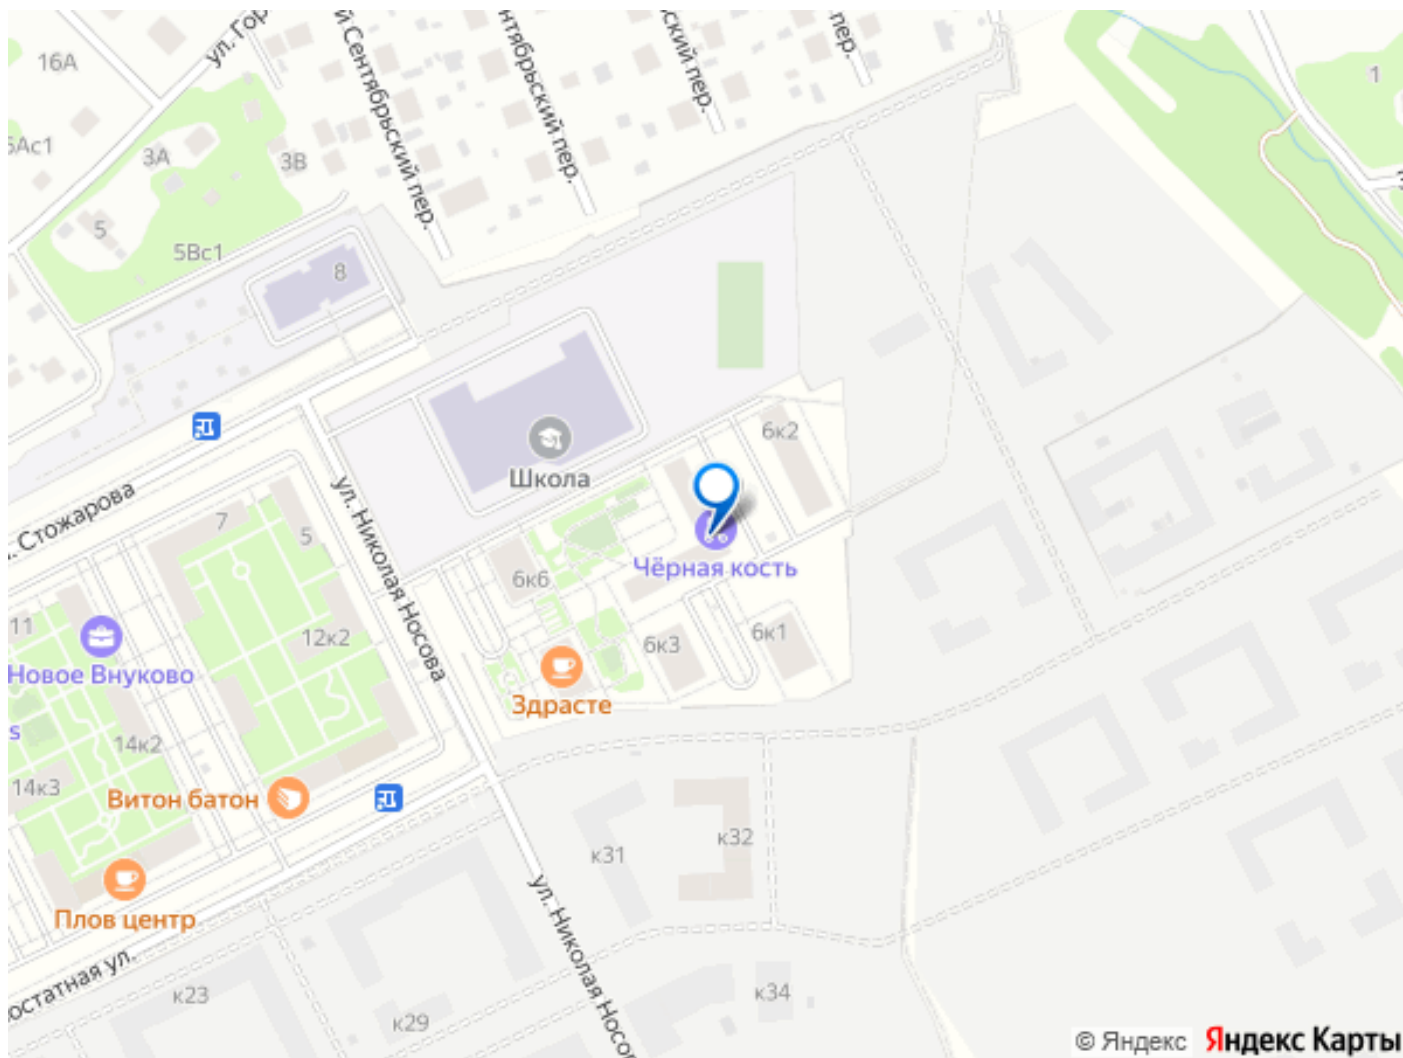 16А
ул. Гор
й Сентябрьский пер.
нтябрьский пер.
ский пер.
пер.
1
6Ас1
3А
3В
5
5Вс1
8
6к2
Школа
ул. Николая Носова
. Стожарова
7
5
Чёрная кость
6к6
11
12к2
6к3
6к1
Новое Внуково
Здрасте
s
14к2
14к3
Витон батон
к31
к32
Плов центр
ул. Николая Носо
остатная ул.
к23
к29
к34
© Яндекс Яндекс Карты